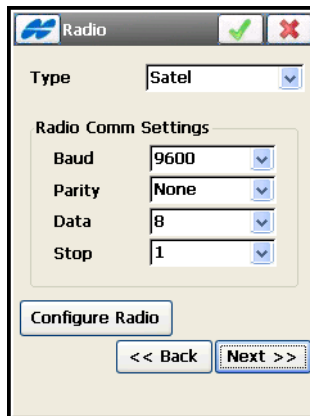 Radio
Type Satel
Radio Comm Settings
Baud 9600
Parity None
Data 8
Stop 1
Configure Radio
<< Back Next >>